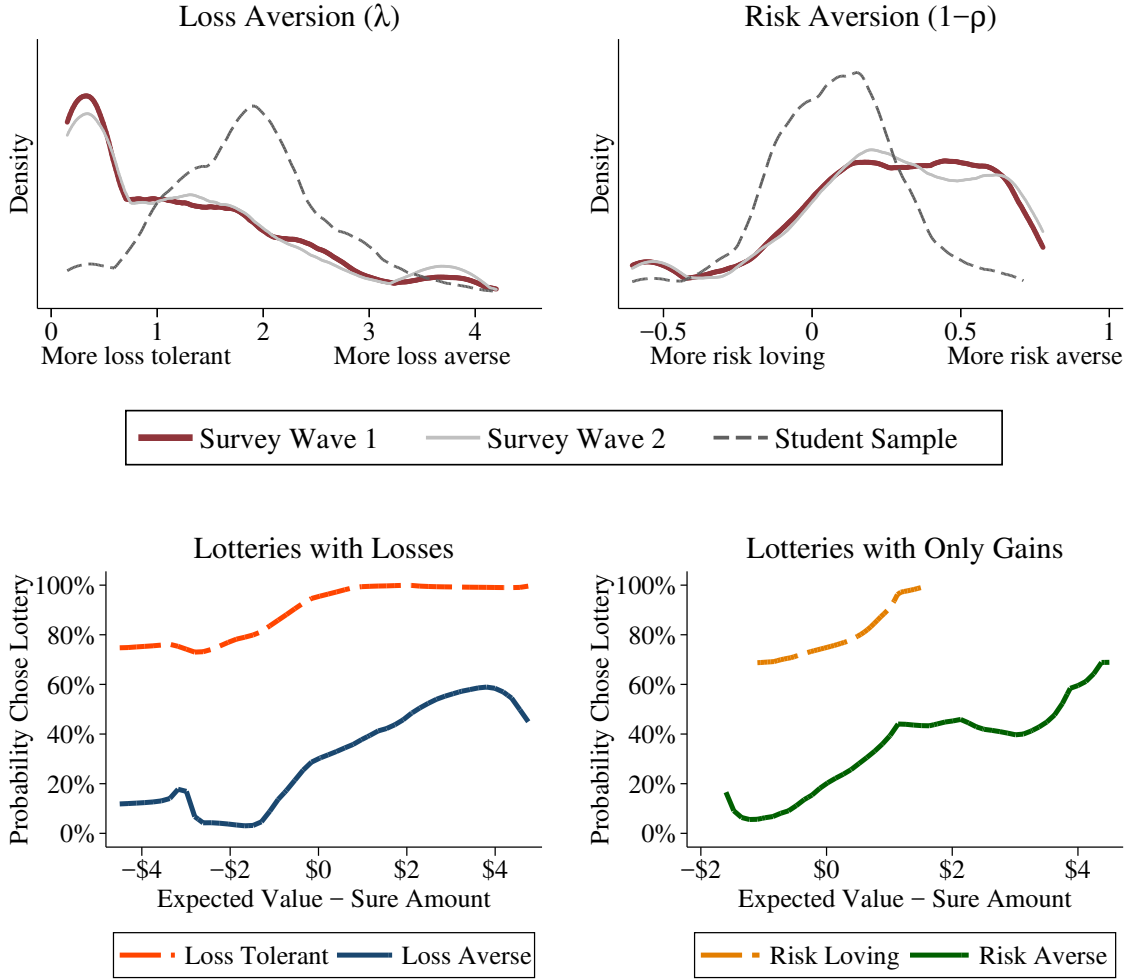 Loss Aversion (λ)
Density
0 1 2 3 4
More loss tolerant More loss averse
Risk Aversion (1−ρ)
Density
−0.5 0 0.5 1
More risk loving More risk averse
Survey Wave 1 Survey Wave 2 Student Sample
Lotteries with Losses
Probability Chose Lottery
100%
80%
60%
40%
20%
0%
−$4 −$2 $0 $2 $4
Expected Value − Sure Amount
Loss Tolerant Loss Averse
Lotteries with Only Gains
Probability Chose Lottery
100%
80%
60%
40%
20%
0%
−$2 $0 $2 $4
Expected Value − Sure Amount
Risk Loving Risk Averse